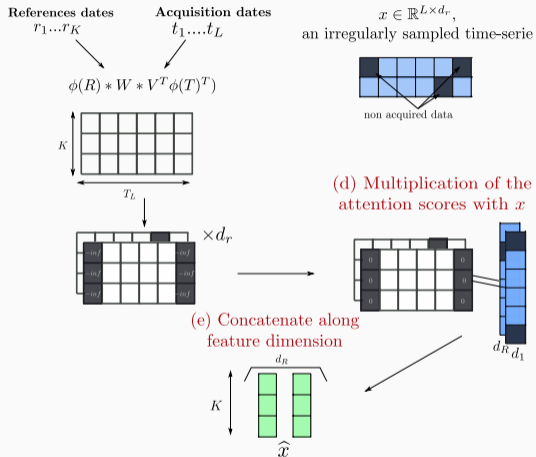 References dates
r₁...r_K
Acquisition dates
t₁....t_L
ϕ(R) ∗ W ∗ V^T ϕ(T)^T)
x ∈ ℝ^{L×d_r},
an irregularly sampled time-serie
non acquired data
K
T_L
(d) Multiplication of the
attention scores with x
×d_r
−inf
−inf
−inf
−inf
−inf
−inf
0
0
0
0
0
0
d_R d_1
(e) Concatenate along
feature dimension
d_R
K
x̂